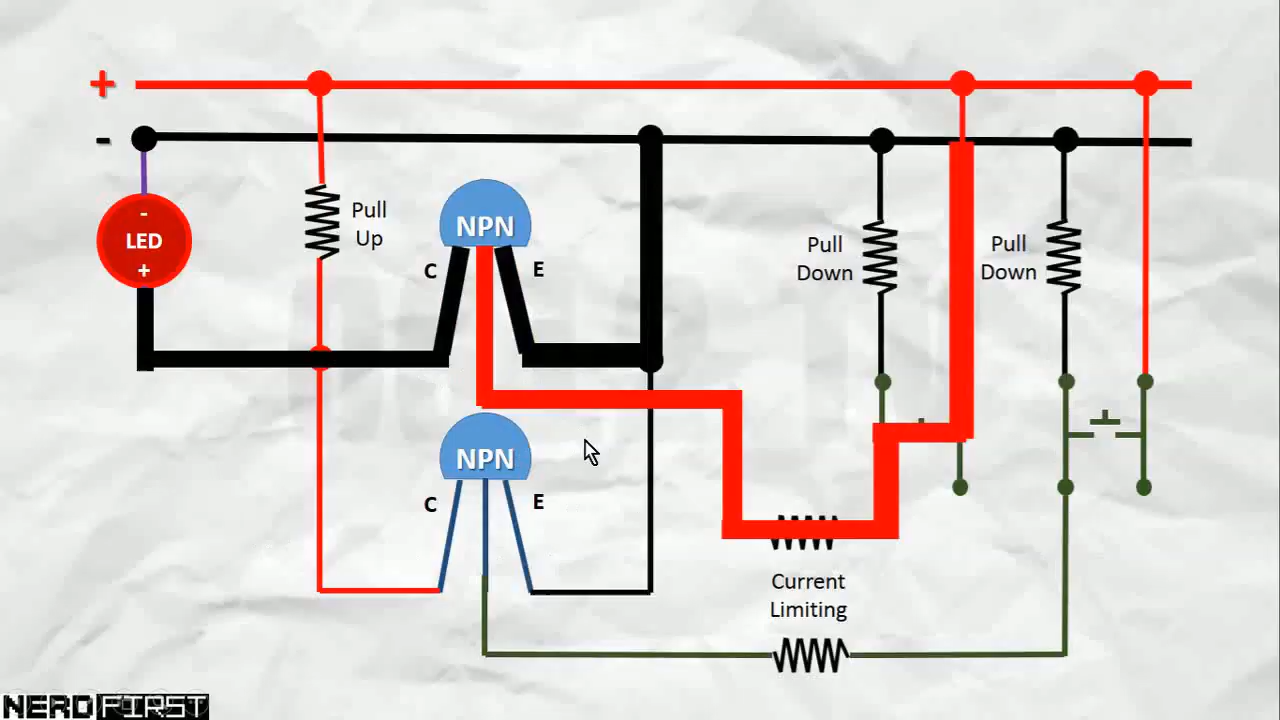 +
-
-
LED
+
Pull
Up
NPN
C
E
Pull
Down
Pull
Down
NPN
C
E
Current
Limiting
NERDFIRST